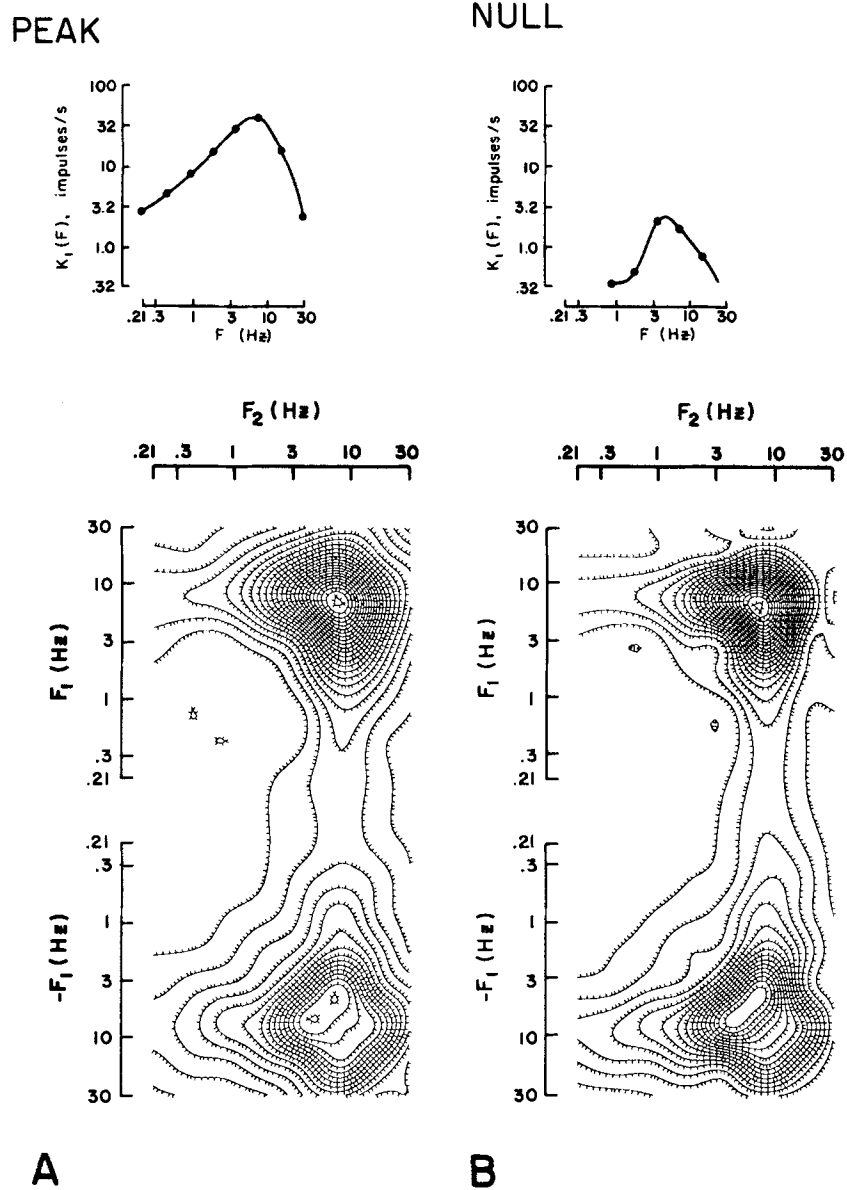 PEAK
NULL
K₁(F), impulses/s
100
32
10
3.2
1.0
.32
.21 .3 1 3 10 30
F (Hz)
K₁(F), impulses/s
100
32
10
3.2
1.0
.32
.21 .3 1 3 10 30
F (Hz)
F₂ (Hz)
.21 .3 1 3 10 30
F₁ (Hz)
30
10
3
1
.3
.21
-F₁ (Hz)
.21
.3
1
3
10
30
F₂ (Hz)
.21 .3 1 3 10 30
F₁ (Hz)
30
10
3
1
.3
.21
-F₁ (Hz)
.21
.3
1
3
10
30
A
B